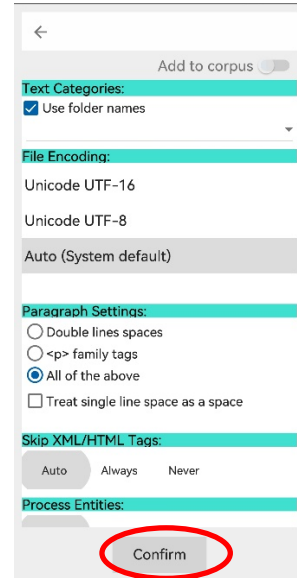 Add to corpus
Text Categories:
Use folder names
File Encoding:
Unicode UTF-16
Unicode UTF-8
Auto (System default)
Paragraph Settings:
Double lines spaces
<p> family tags
All of the above
Treat single line space as a space
Skip XML/HTML Tags:
Auto Always Never
Process Entities:
Confirm